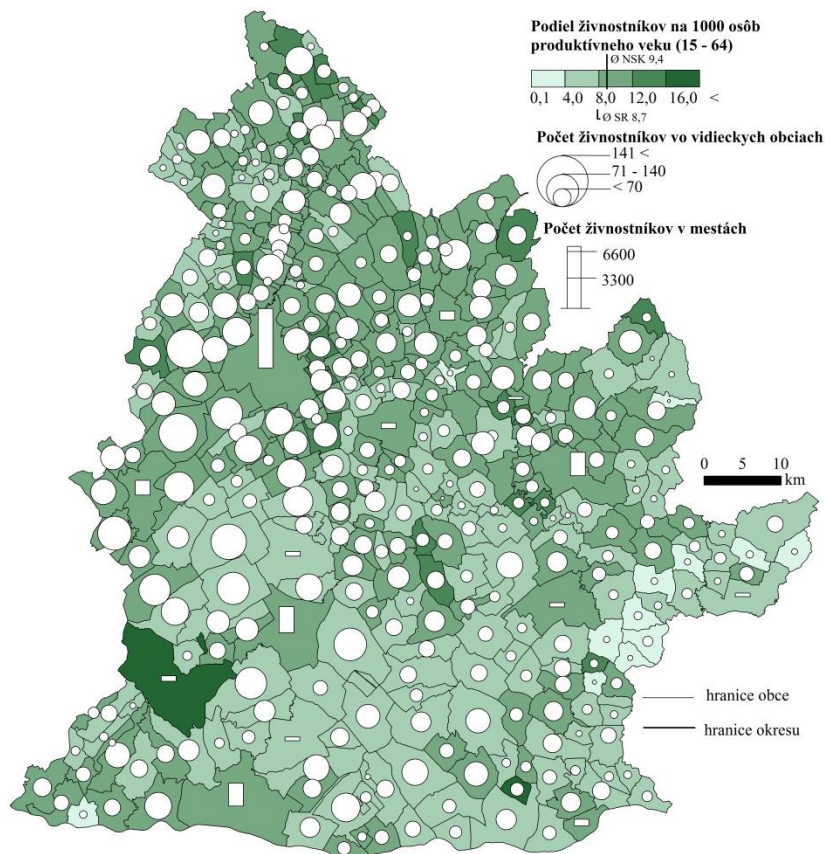 Podiel živnostníkov na 1000 osôb
produktívneho veku (15 - 64)
Ø NSK 9,4
0,1 4,0 8,0 12,0 16,0 <
Ø SR 8,7
Počet živnostníkov vo vidieckych obciach
141 <
71 - 140
< 70
Počet živnostníkov v mestách
6600
3300
0 5 10
km
hranice obce
hranice okresu